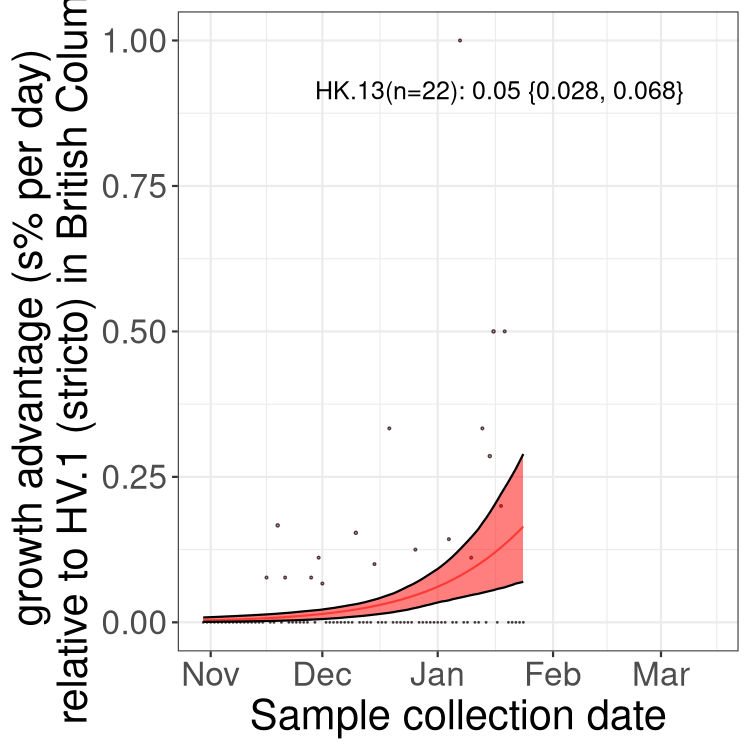 growth advantage (s% per day)
relative to HV.1 (stricto) in British Colum
1.00
0.75
0.50
0.25
0.00
HK.13(n=22): 0.05 {0.028, 0.068}
Nov Dec Jan Feb Mar
Sample collection date